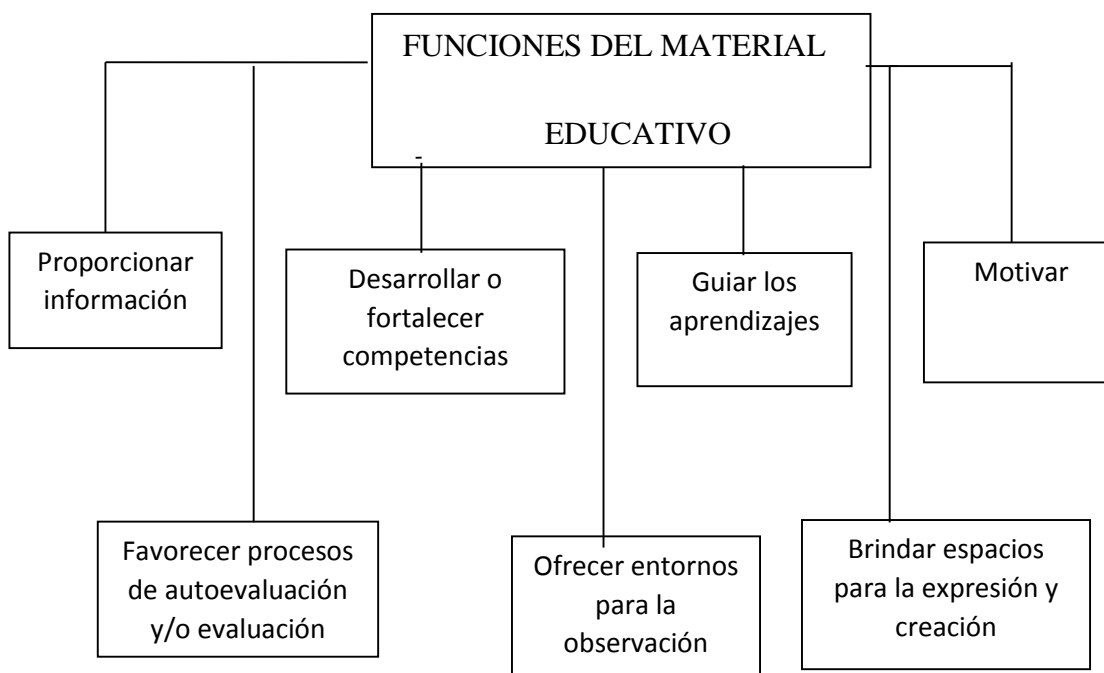 FUNCIONES DEL MATERIAL
EDUCATIVO
-
Proporcionar
información
Desarrollar o
fortalecer
competencias
Guiar los
aprendizajes
Motivar
Favorecer procesos
de autoevaluación
y/o evaluación
Ofrecer entornos
para la
observación
Brindar espacios
para la expresión y
creación